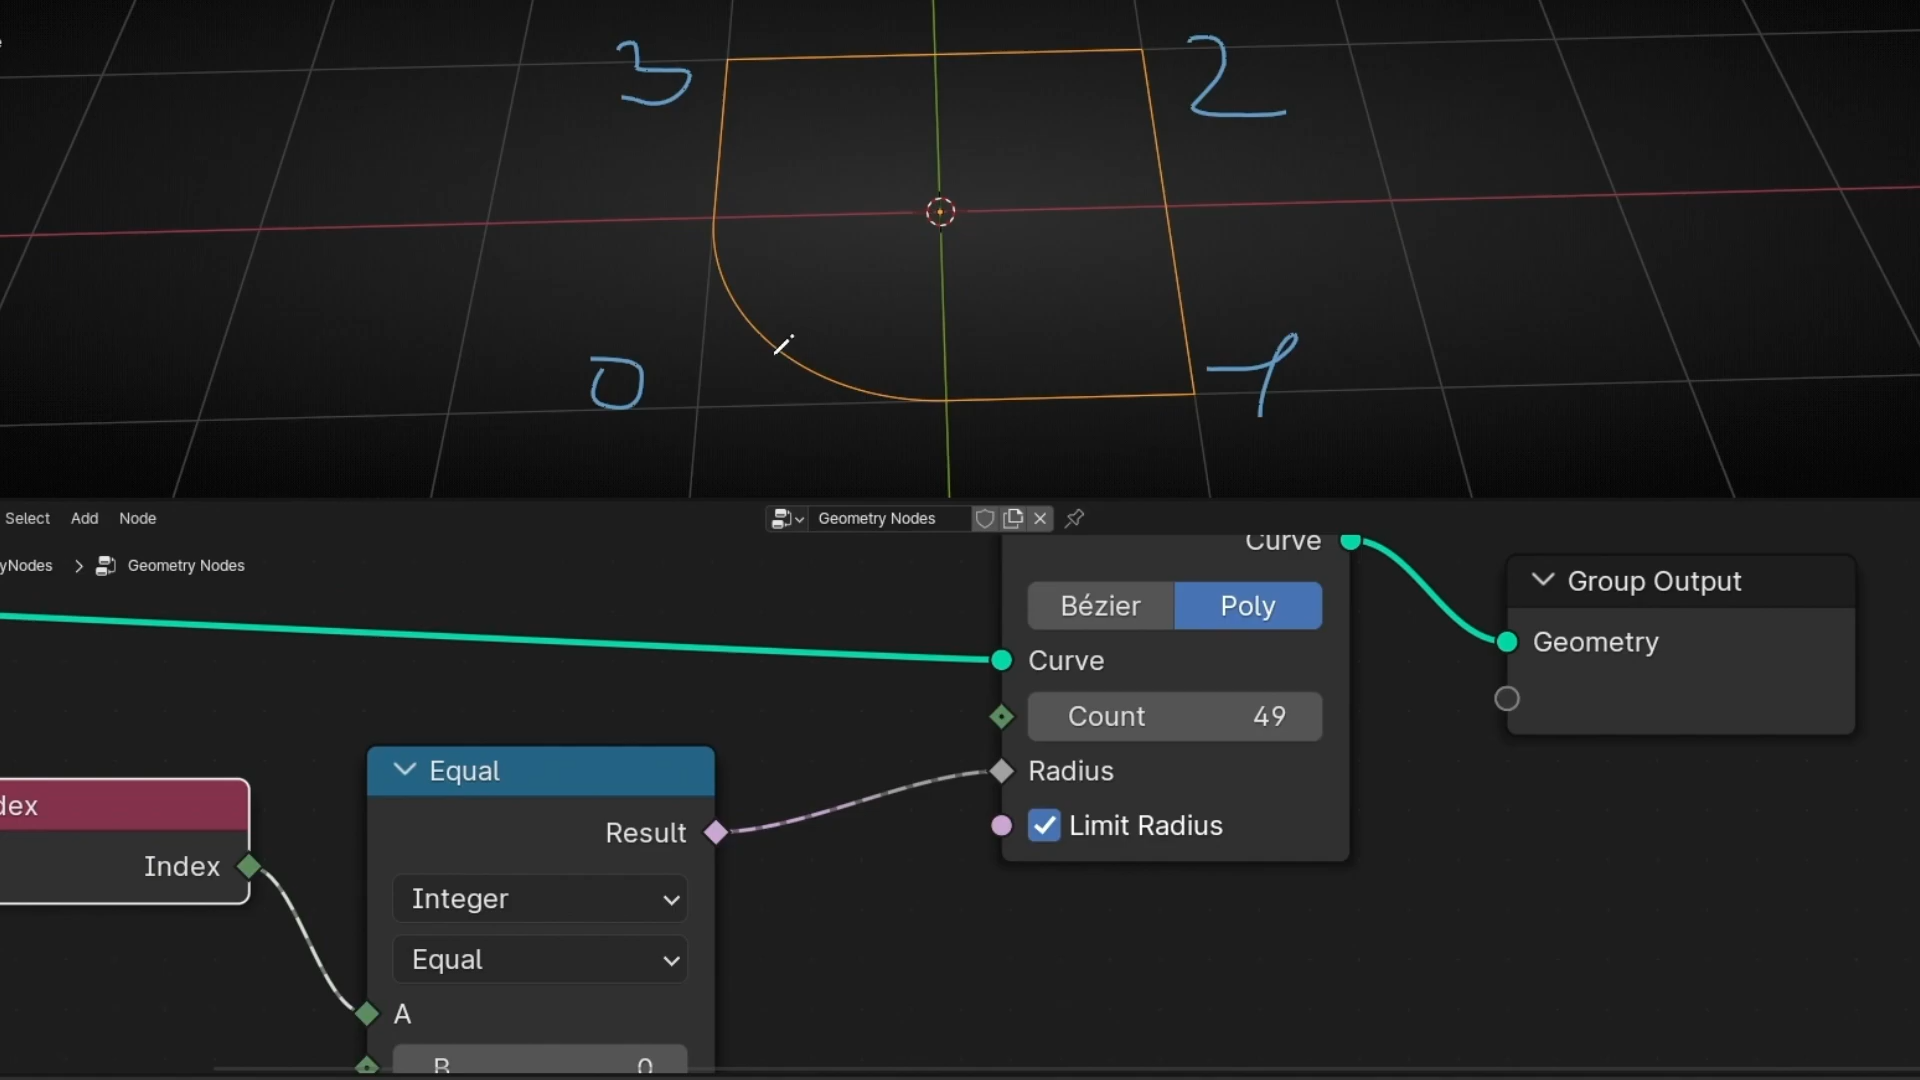 3
2
0
1
Select Add Node
Geometry Nodes
yNodes > Geometry Nodes
Curve
Group Output
Bézier Poly
Geometry
Curve
Count 49
Equal
Radius
dex
Result
Limit Radius
Index
Integer
Equal
A
B 0